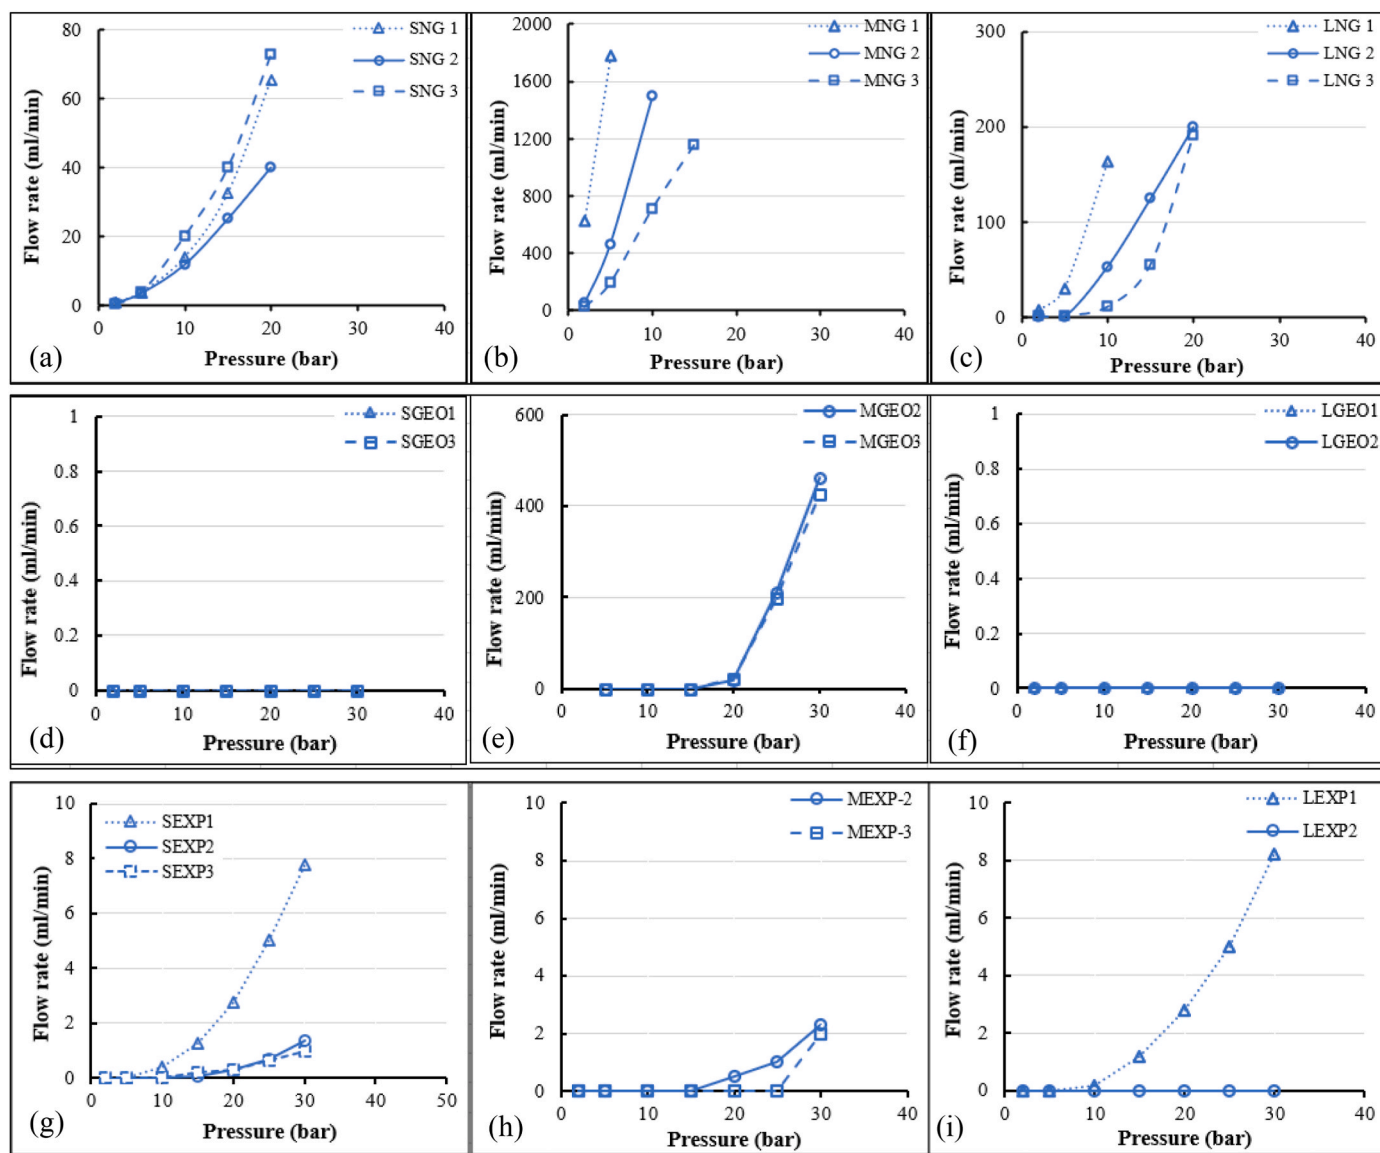 Flow rate (ml/min)
80
60
40
20
0
0 10 20 30 40
Pressure (bar)
SNG 1
SNG 2
SNG 3
(a)
Flow rate (ml/min)
2000
1600
1200
800
400
0
0 10 20 30 40
Pressure (bar)
MNG 1
MNG 2
MNG 3
(b)
Flow rate (ml/min)
300
200
100
0
0 10 20 30 40
Pressure (bar)
LNG 1
LNG 2
LNG 3
(c)
Flow rate (ml/min)
1
0.8
0.6
0.4
0.2
0
0 10 20 30 40
Pressure (bar)
SGEO1
SGEO3
(d)
Flow rate (ml/min)
600
400
200
0
0 10 20 30 40
Pressure (bar)
MGEO2
MGEO3
(e)
Flow rate (ml/min)
1
0.8
0.6
0.4
0.2
0
0 10 20 30 40
Pressure (bar)
LGEO1
LGEO2
(f)
Flow rate (ml/min)
10
8
6
4
2
0
0 10 20 30 40 50
Pressure (bar)
SEXP1
SEXP2
SEXP3
(g)
Flow rate (ml/min)
10
8
6
4
2
0
0 10 20 30 40
Pressure (bar)
MEXP-2
MEXP-3
(h)
Flow rate (ml/min)
10
8
6
4
2
0
0 10 20 30 40
Pressure (bar)
LEXP1
LEXP2
(i)